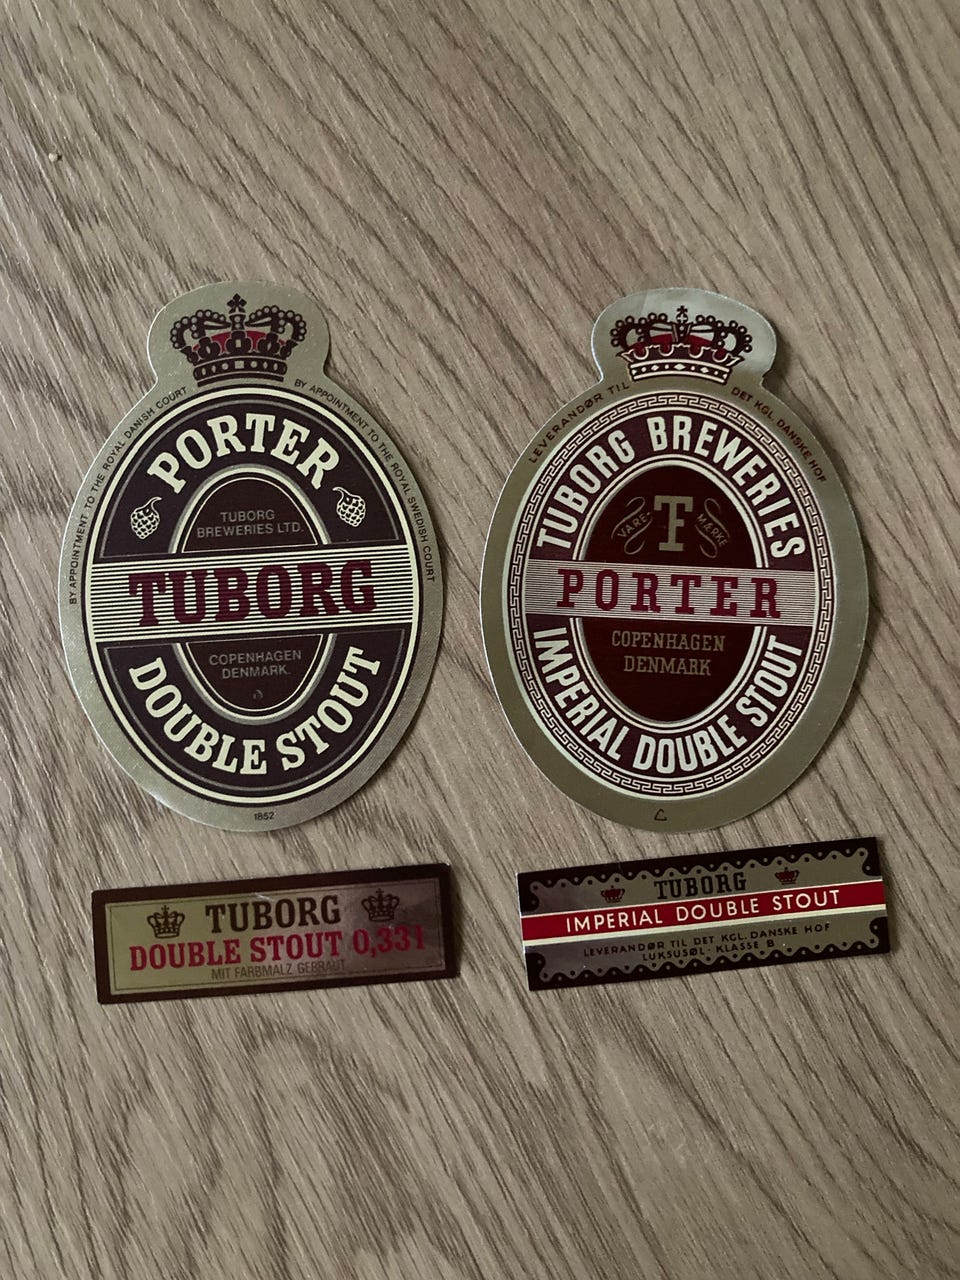 BY APPOINTMENT TO THE ROYAL DANISH COURT
BY APPOINTMENT TO THE ROYAL SWEDISH COURT
PORTER
TUBORG
BREWERIES LTD.
TUBORG
COPENHAGEN
DENMARK.
DOUBLE STOUT
1852
TUBORG
DOUBLE STOUT 0,33 l
MIT FARBMALZ GEBRAUT
LEVERANDØR TIL
DET KGL. DANSKE HOF
TUBORG BREWERIES
VARE- MÆRKE
PORTER
COPENHAGEN
DENMARK
IMPERIAL DOUBLE STOUT
TUBORG
IMPERIAL DOUBLE STOUT
LEVERANDØR TIL DET KGL. DANSKE HOF
LUKSUSØL · KLASSE B